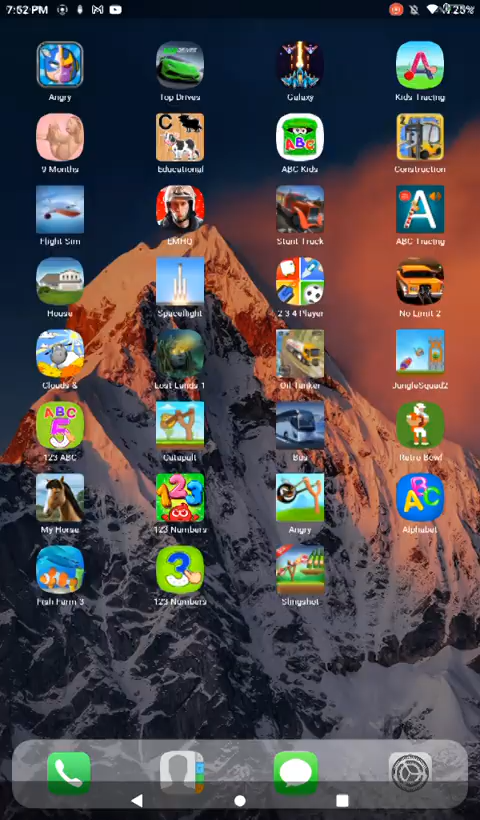 7:52 PM 25%
Angry Top Drives Galaxy Kids Tracing
9 Months Educational ABC Kids Construction
Flight Sim EMHQ Stunt Truck ABC Tracing
House Spaceflight 2 3 4 Player No Limit 2
Clouds & Lost Lands 1 Oil Tanker JungleSquad2
123 ABC Catapult Bus Retro Bowl
My Horse 123 Numbers Angry Alphabet
Fish Farm 3 123 Numbers Slingshot